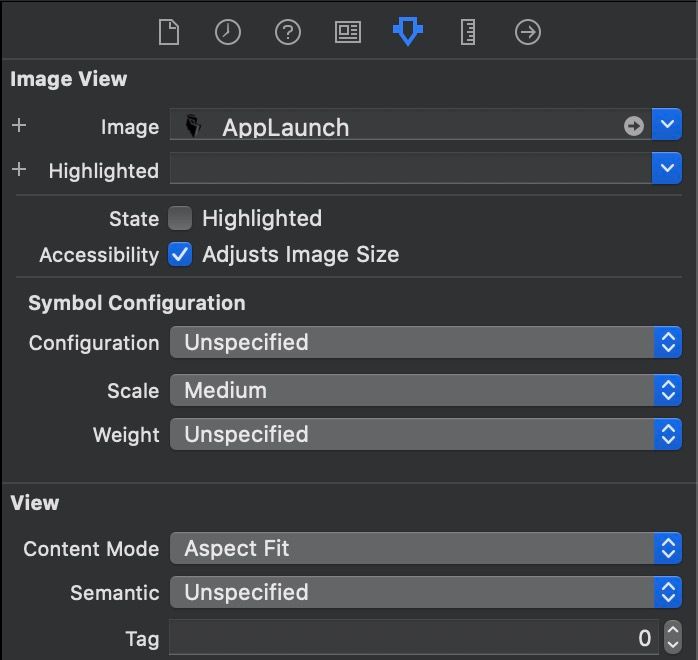 Image View
Image AppLaunch
Highlighted
State Highlighted
Accessibility Adjusts Image Size
Symbol Configuration
Configuration Unspecified
Scale Medium
Weight Unspecified
View
Content Mode Aspect Fit
Semantic Unspecified
Tag 0